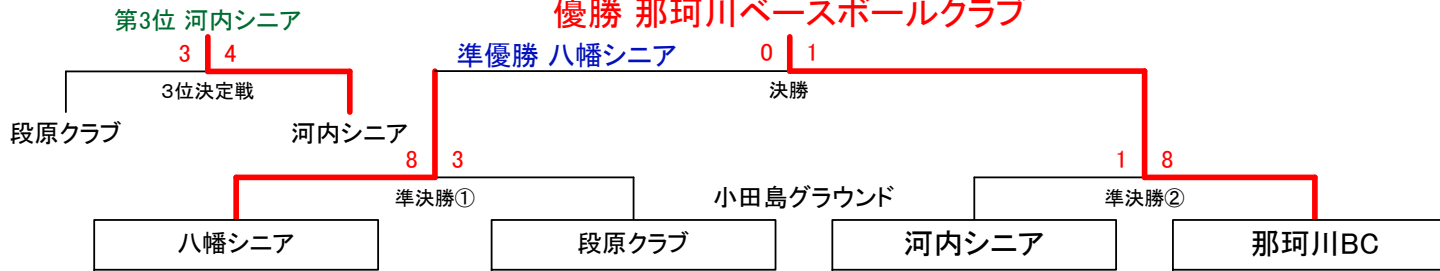 優勝 那珂川ベースボールクラブ
第3位 河内シニア
準優勝 八幡シニア
3 4
0 1
3位決定戦
決勝
段原クラブ 河内シニア
8 3
1 8
準決勝① 小田島グラウンド 準決勝②
八幡シニア 段原クラブ 河内シニア 那珂川BC